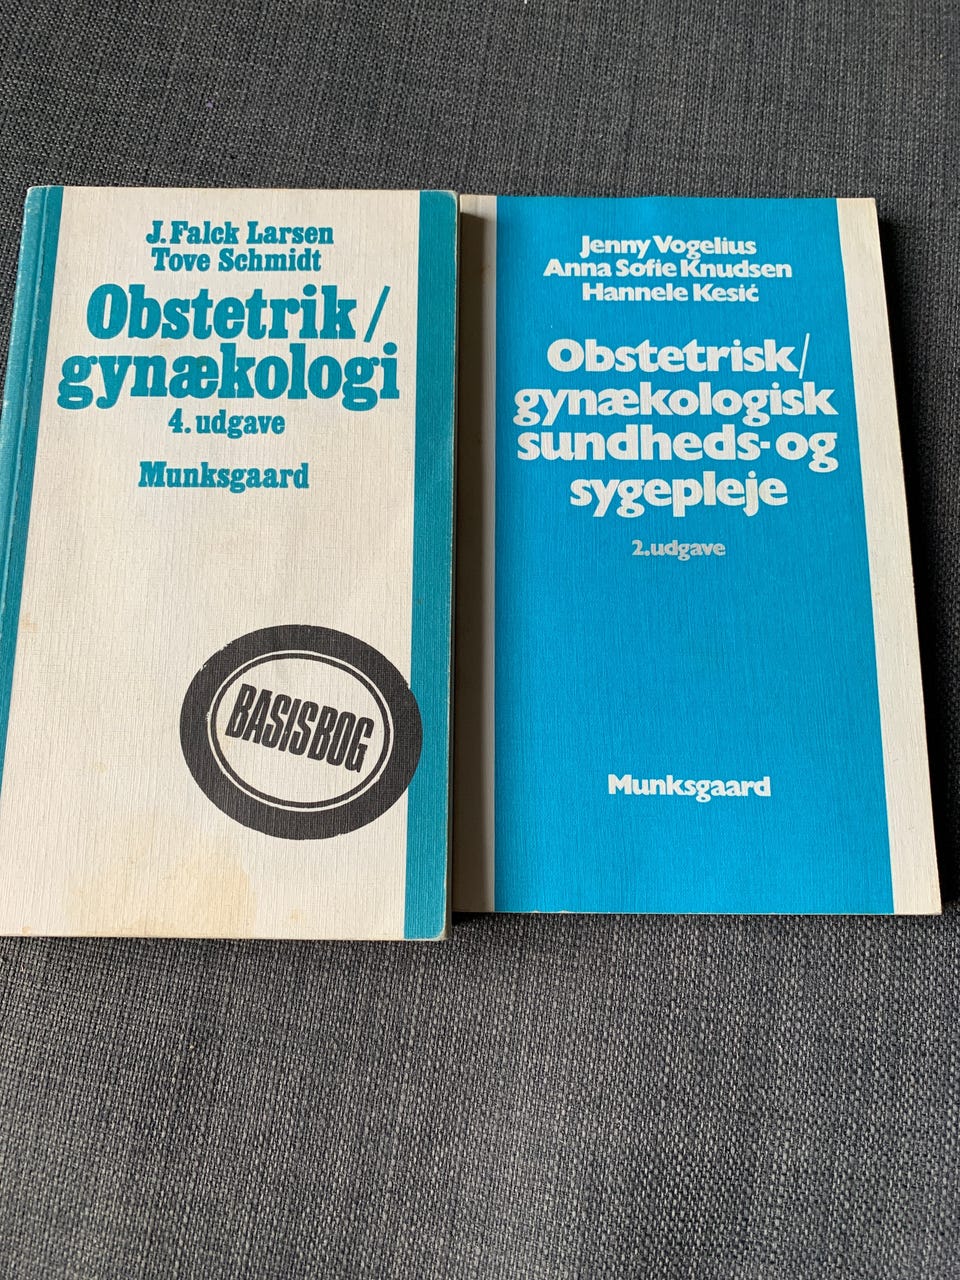 J. Falck Larsen
Tove Schmidt
Obstetrik/
gynækologi
4. udgave
Munksgaard
BASISBOG
Jenny Vogelius
Anna Sofie Knudsen
Hannele Kesić
Obstetrisk/
gynækologisk
sundheds- og
sygepleje
2. udgave
Munksgaard